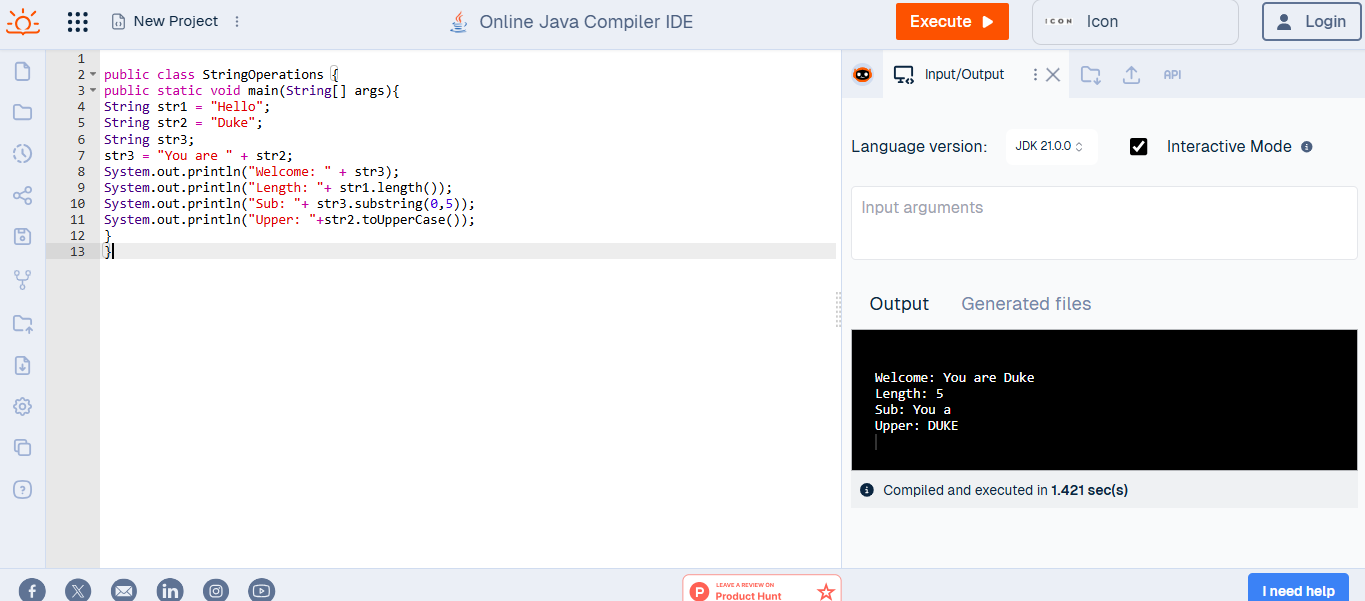 New Project
Online Java Compiler IDE
Execute
ICON Icon
Login
1
2 public class StringOperations {
3 public static void main(String[] args){
4 String str1 = "Hello";
5 String str2 = "Duke";
6 String str3;
7 str3 = "You are " + str2;
8 System.out.println("Welcome: " + str3);
9 System.out.println("Length: "+ str1.length());
10 System.out.println("Sub: "+ str3.substring(0,5));
11 System.out.println("Upper: "+str2.toUpperCase());
12 }
13 }
Input/Output
API
Language version:
JDK 21.0.0
Interactive Mode
Input arguments
Output
Generated files
Welcome: You are Duke
Length: 5
Sub: You a
Upper: DUKE
Compiled and executed in 1.421 sec(s)
LEAVE A REVIEW ON
Product Hunt
I need help